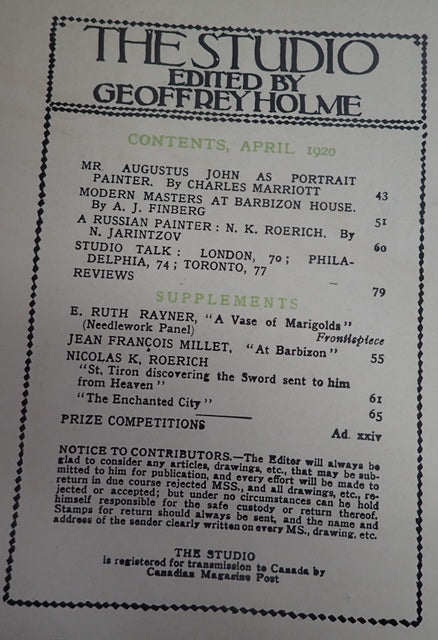 THE STUDIO
EDITED BY
GEOFFREY HOLME
CONTENTS, APRIL 1920
MR. AUGUSTUS JOHN AS PORTRAIT
PAINTER. By CHARLES MARRIOTT 43
MODERN MASTERS AT BARBIZON HOUSE.
By A. J. FINBERG 51
A RUSSIAN PAINTER: N. K. ROERICH. By
N. JARINTZOV 60
STUDIO TALK: LONDON, 70; PHILA-
DELPHIA, 74; TORONTO, 77
REVIEWS 79
SUPPLEMENTS
E. RUTH RAYNER, "A Vase of Marigolds"
(Needlework Panel) Frontispiece
JEAN FRANÇOIS MILLET, "At Barbizon" 55
NICOLAS K. ROERICH
"St. Tiron discovering the Sword sent to him
from Heaven" 61
"The Enchanted City" 65
PRIZE COMPETITIONS Ad. xxiv
NOTICE TO CONTRIBUTORS.—The Editor will always be
glad to consider any articles, drawings, etc., that may be sub-
mitted to him for publication, and every effort will be made to
return in due course rejected MSS., and all drawings, etc., re-
jected or accepted; but under no circumstances can he hold
himself responsible for the safe custody or return thereof.
Stamps for return should always be sent, and the name and
address of the sender clearly written on every MS., drawing, etc.
THE STUDIO
is registered for transmission to Canada by
Canadian Magazine Post